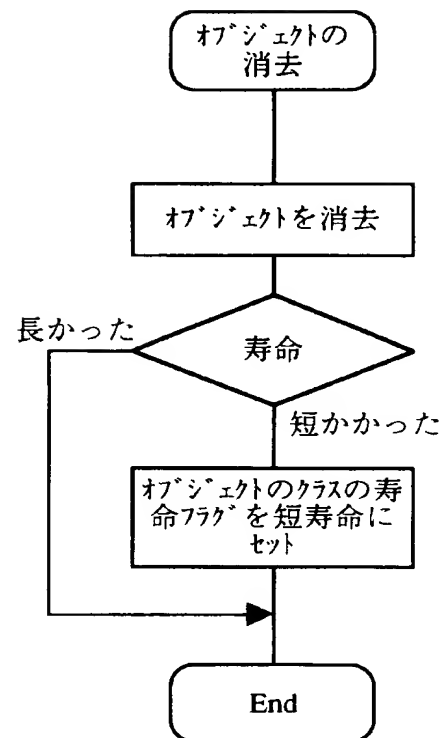 ｵﾌﾞｼﾞｪｸﾄの
消去
ｵﾌﾞｼﾞｪｸﾄを消去
長かった
寿命
短かかった
ｵﾌﾞｼﾞｪｸﾄのｸﾗｽの寿
命ﾌﾗｸﾞを短寿命に
ｾｯﾄ
End